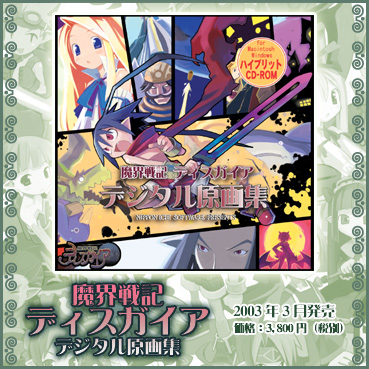 for
Macintosh
Windows
ハイブリット
CD-ROM
魔界戦記 ディスガイア
デジタル原画集
NIPPON ICHI SOFTWARE PRESENTS
ディスガイア
魔界戦記
ディスガイア
デジタル原画集
2003年3月発売
価格:3,800円(税別)